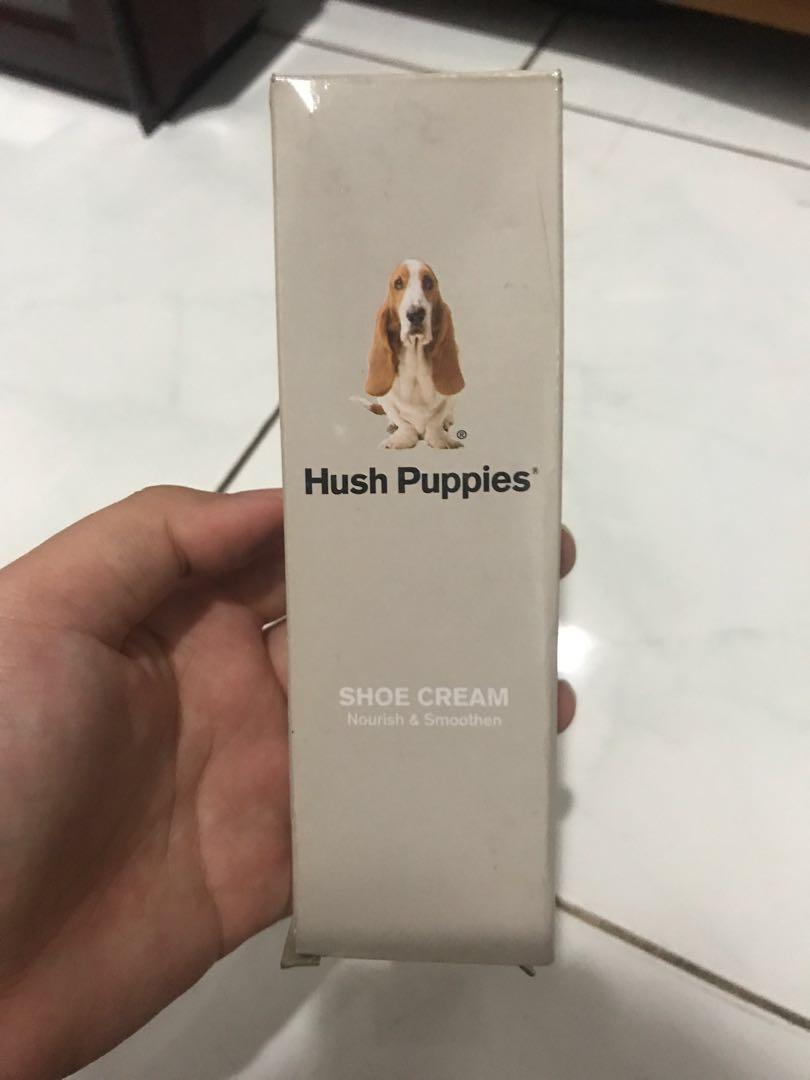 ®
Hush Puppies®
SHOE CREAM
Nourish & Smoothen